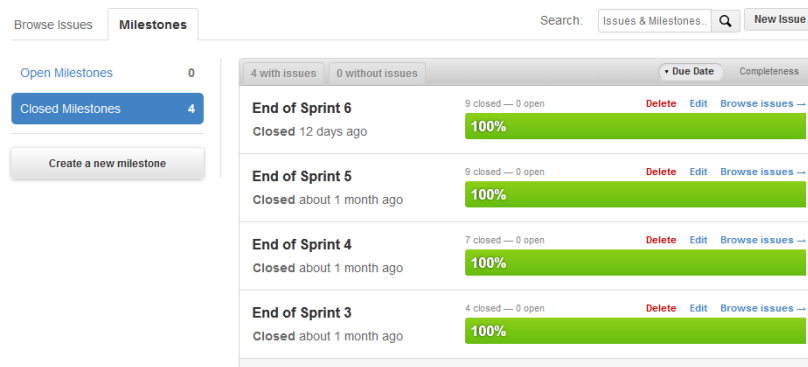 Browse Issues Milestones Search: Issues & Milestones.. New Issue
Open Milestones 0
Closed Milestones 4
Create a new milestone
4 with issues 0 without issues Due Date Completeness
End of Sprint 6 9 closed — 0 open Delete Edit Browse issues →
Closed 12 days ago 100%
End of Sprint 5 9 closed — 0 open Delete Edit Browse issues →
Closed about 1 month ago 100%
End of Sprint 4 7 closed — 0 open Delete Edit Browse issues →
Closed about 1 month ago 100%
End of Sprint 3 4 closed — 0 open Delete Edit Browse issues →
Closed about 1 month ago 100%